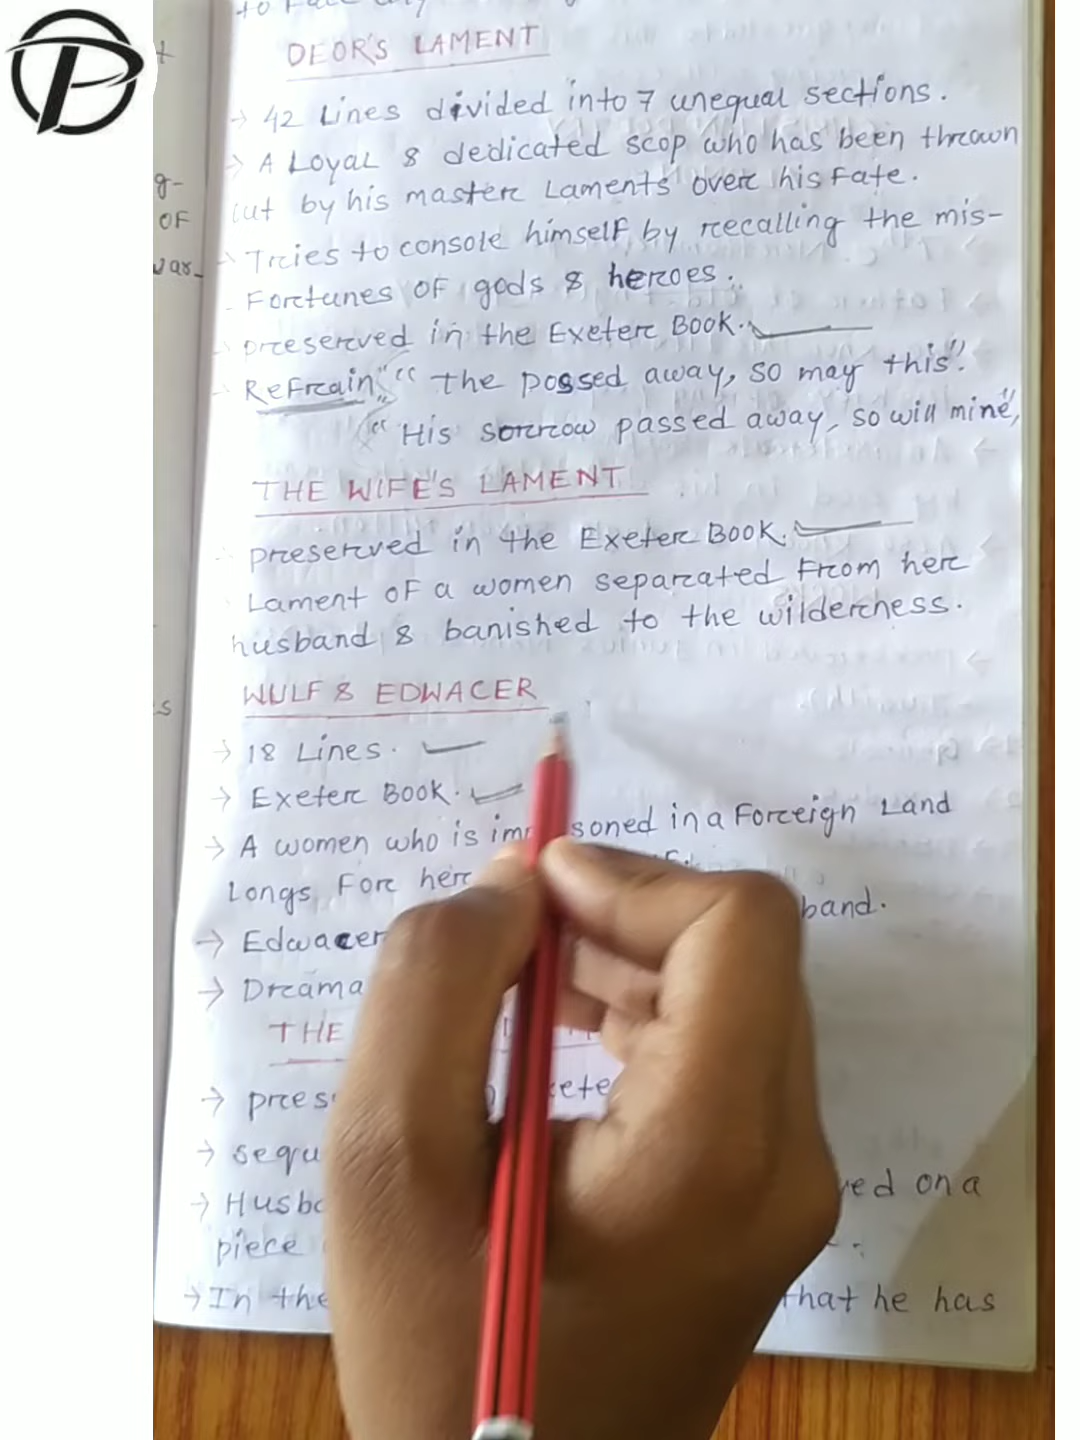 DEOR'S LAMENT
→ 42 Lines divided into 7 unequal sections.
→ A Loyal & dedicated scop who has been thrown
out by his master Laments over his Fate.
→ Tries to console himself by recalling the mis-
Fortunes OF gods & heroes.
preserved in the Exeter Book.
Refrain "" the possed away, so may this".
"His sorrow passed away, so will mine"
THE WIFE'S LAMENT
preserved in the Exeter Book.
Lament OF a women separated From her
husband & banished to the wilderness.
WULF & EDWACER
→ 18 Lines.
→ Exeter Book.
→ A women who is imp soned in a Foreign Land
Longs For her
band.
→ Edwacer
→ Drama
THE
→ pres
→ sequ
→ Husb
ved on a
piece
→ In the
that he has
g-
OF
war-